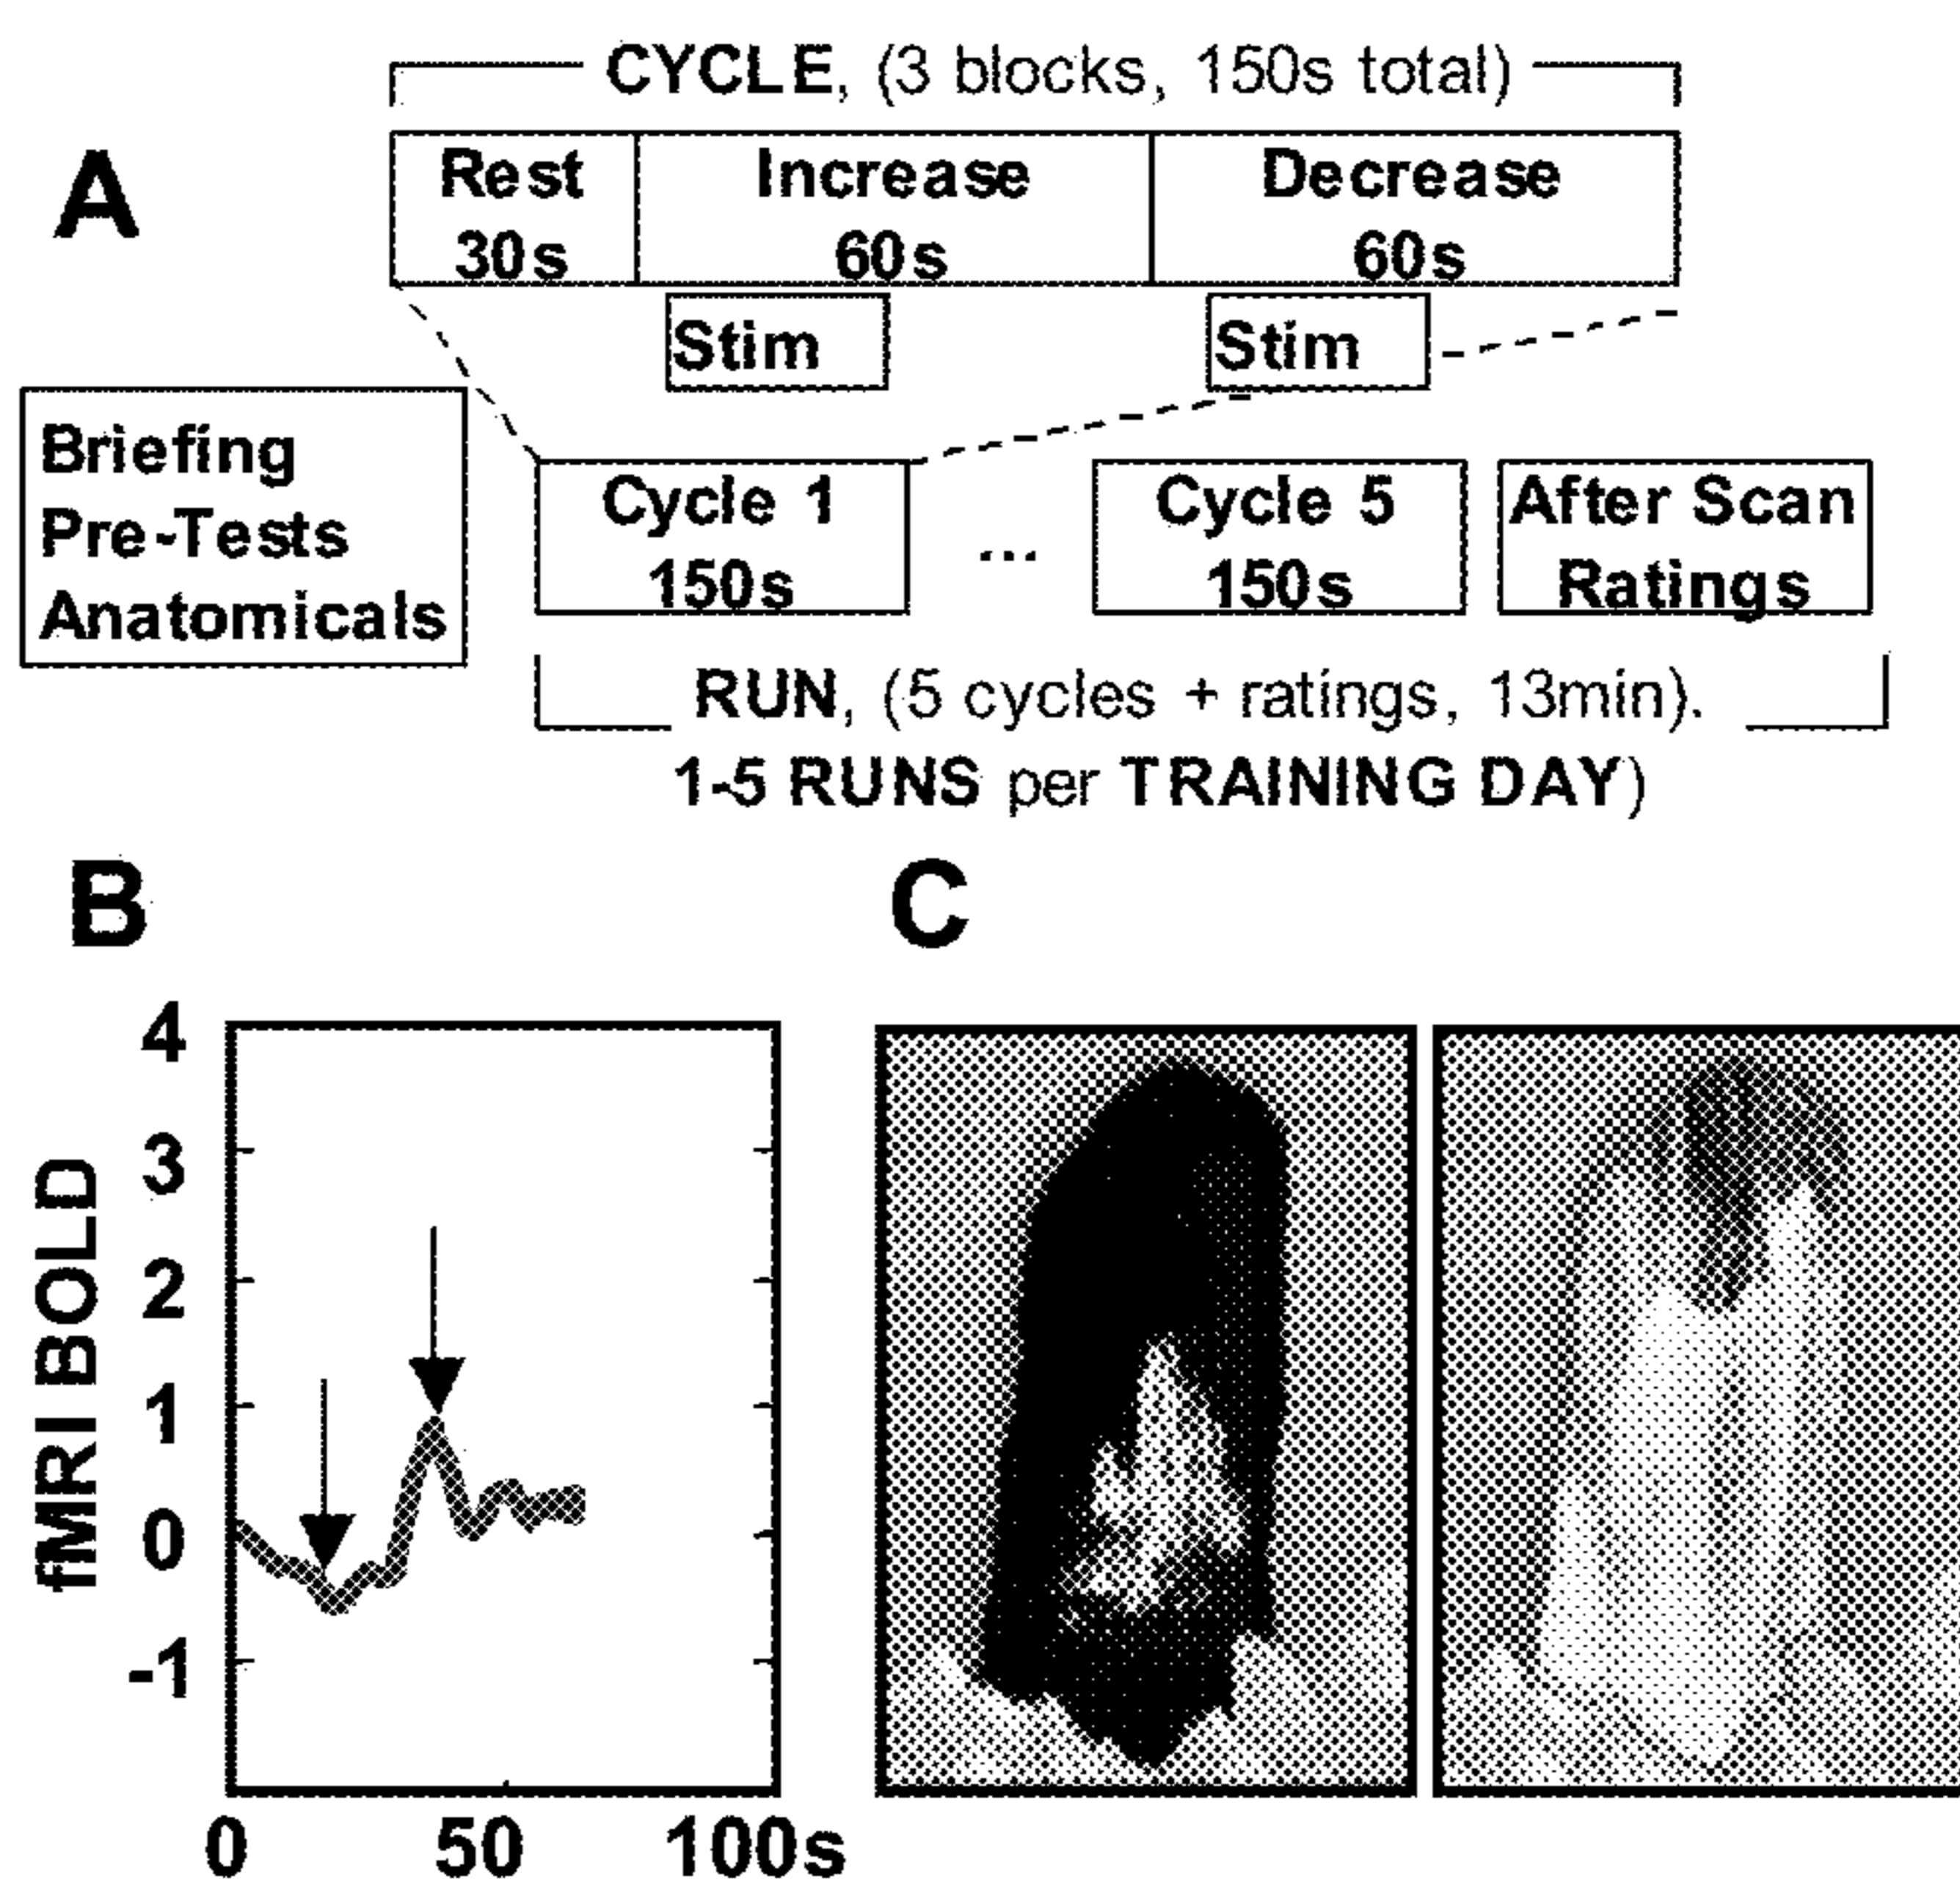 CYCLE, (3 blocks, 150s total)
A
Rest Increase Decrease
30s 60s 60s
Stim Stim
Briefing
Pre-Tests
Anatomicals
Cycle 1 ... Cycle 5 After Scan
150s 150s Ratings
RUN, (5 cycles + ratings, 13min).
1-5 RUNS per TRAINING DAY)
B C
fMRI BOLD
4
3
2
1
0
-1
0 50 100s